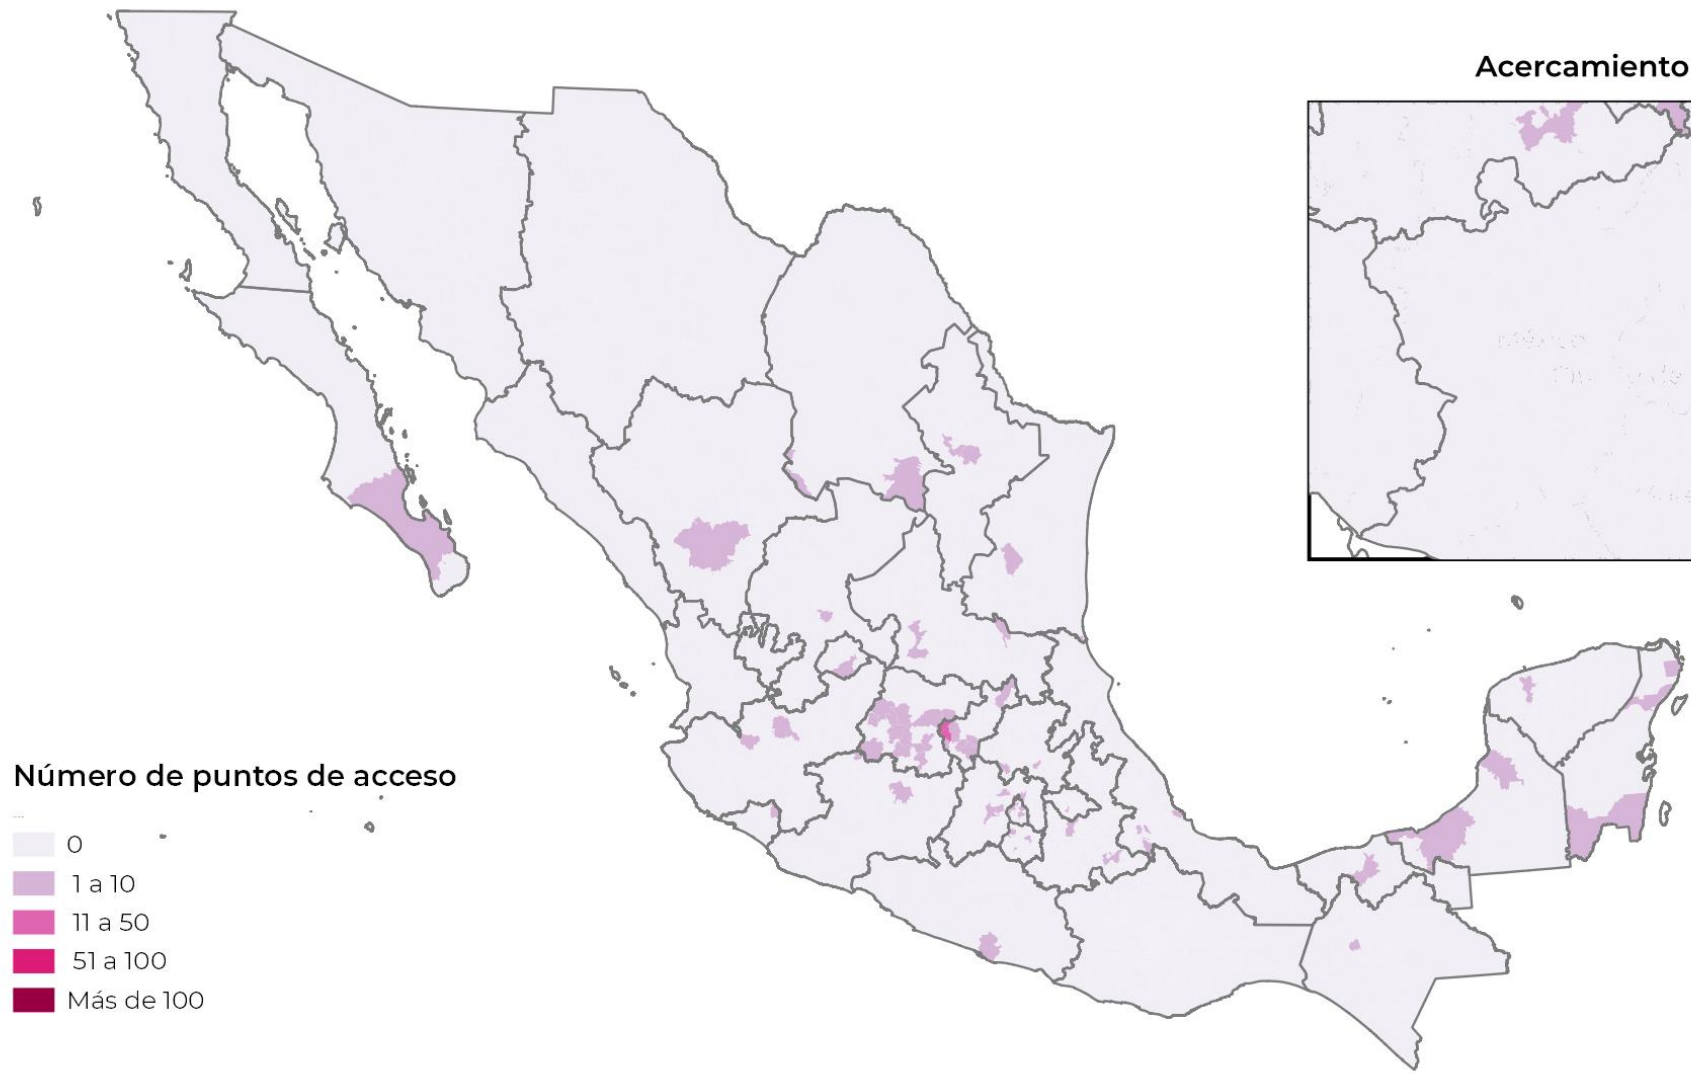 Acercamiento
Número de puntos de acceso
0
1 a 10
11 a 50
51 a 100
Más de 100